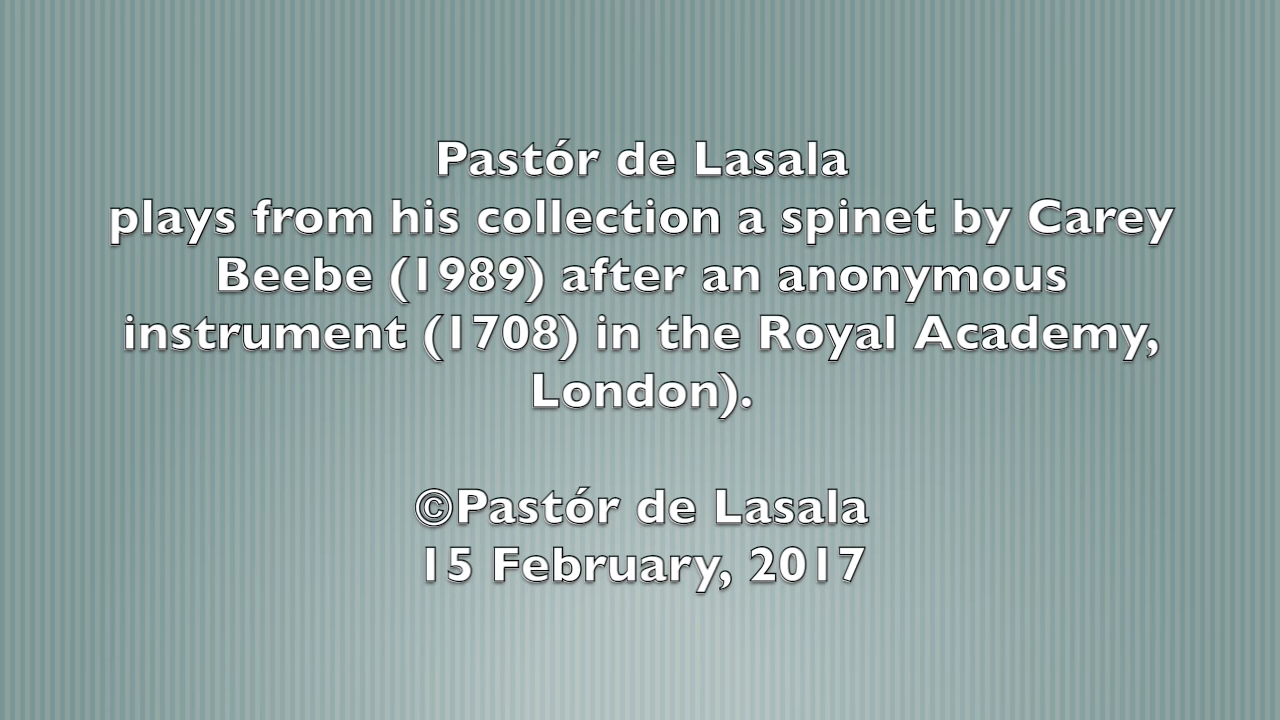 Pastór de Lasala
plays from his collection a spinet by Carey
Beebe (1989) after an anonymous
instrument (1708) in the Royal Academy,
London).
©Pastór de Lasala
15 February, 2017